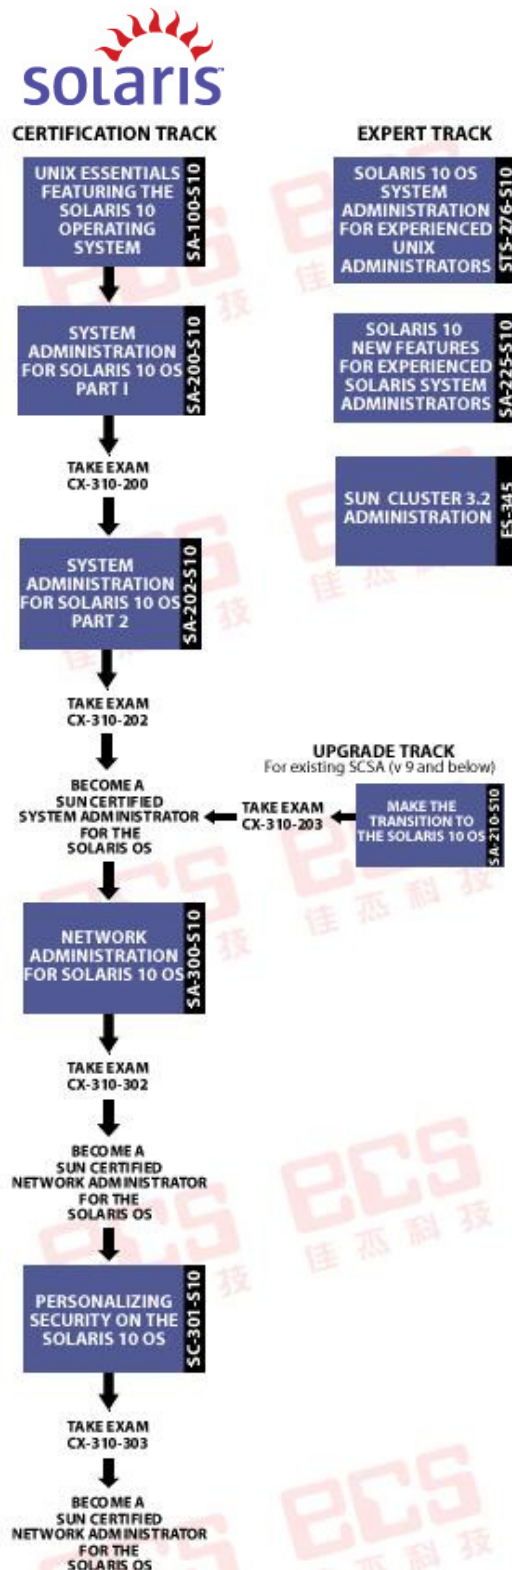 solaris
CERTIFICATION TRACK
UNIX ESSENTIALS
FEATURING THE
SOLARIS 10
OPERATING
SYSTEM
SA-100-S10
SYSTEM
ADMINISTRATION
FOR SOLARIS 10 OS
PART I
SA-200-S10
TAKE EXAM
CX-310-200
SYSTEM
ADMINISTRATION
FOR SOLARIS 10 OS
PART 2
SA-202-S10
TAKE EXAM
CX-310-202
BECOME A
SUN CERTIFIED
SYSTEM ADMINISTRATOR
FOR THE
SOLARIS OS
NETWORK
ADMINISTRATION
FOR SOLARIS 10 OS
SA-300-S10
TAKE EXAM
CX-310-302
BECOME A
SUN CERTIFIED
NETWORK ADMINISTRATOR
FOR THE
SOLARIS OS
PERSONALIZING
SECURITY ON THE
SOLARIS 10 OS
SC-301-S10
TAKE EXAM
CX-310-303
BECOME A
SUN CERTIFIED
NETWORK ADMINISTRATOR
FOR THE
SOLARIS OS
EXPERT TRACK
SOLARIS 10 OS
SYSTEM
ADMINISTRATION
FOR EXPERIENCED
UNIX
ADMINISTRATORS
STS-276-S10
SOLARIS 10
NEW FEATURES
FOR EXPERIENCED
SOLARIS SYSTEM
ADMINISTRATORS
SA-225-S10
SUN CLUSTER 3.2
ADMINISTRATION
ES-345
UPGRADE TRACK
For existing SCSA (v 9 and below)
TAKE EXAM
CX-310-203
MAKE THE
TRANSITION TO
THE SOLARIS 10 OS
SA-210-S10
ecs
佳杰科技